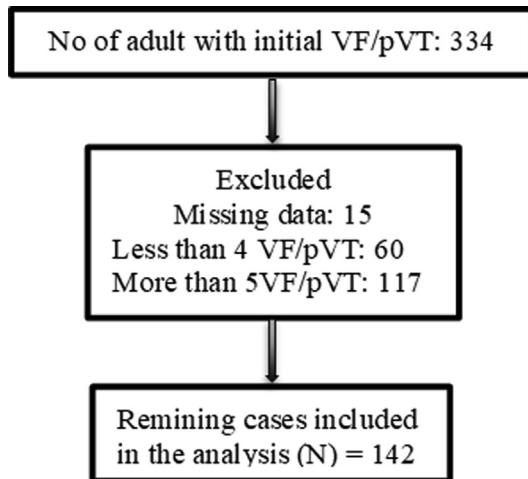 No of adult with initial VF/pVT: 334
Excluded
Missing data: 15
Less than 4 VF/pVT: 60
More than 5VF/pVT: 117
Remining cases included
in the analysis (N) = 142